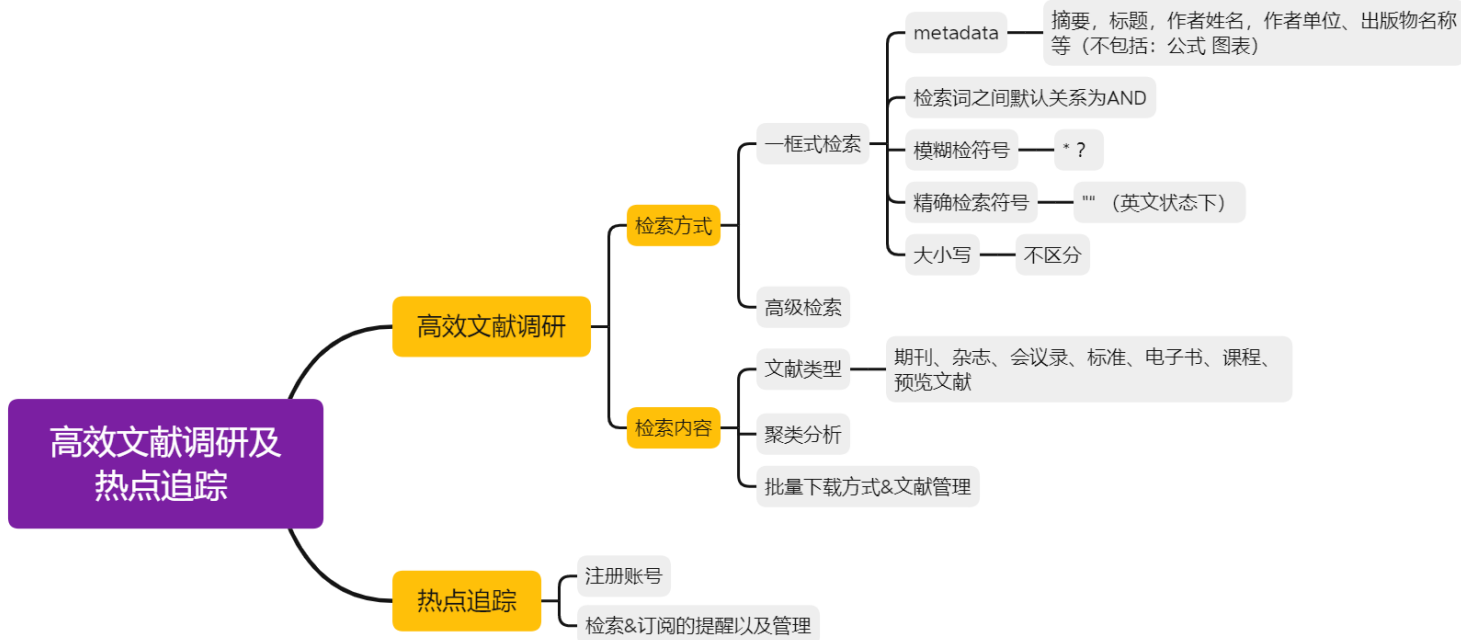 高效文献调研及
热点追踪
高效文献调研
检索方式
一框式检索
metadata
摘要，标题，作者姓名，作者单位、出版物名称
等（不包括：公式 图表）
检索词之间默认关系为AND
模糊检符号
* ？
精确检索符号
"" （英文状态下）
大小写
不区分
高级检索
检索内容
文献类型
期刊、杂志、会议录、标准、电子书、课程、
预览文献
聚类分析
批量下载方式&文献管理
热点追踪
注册账号
检索&订阅的提醒以及管理